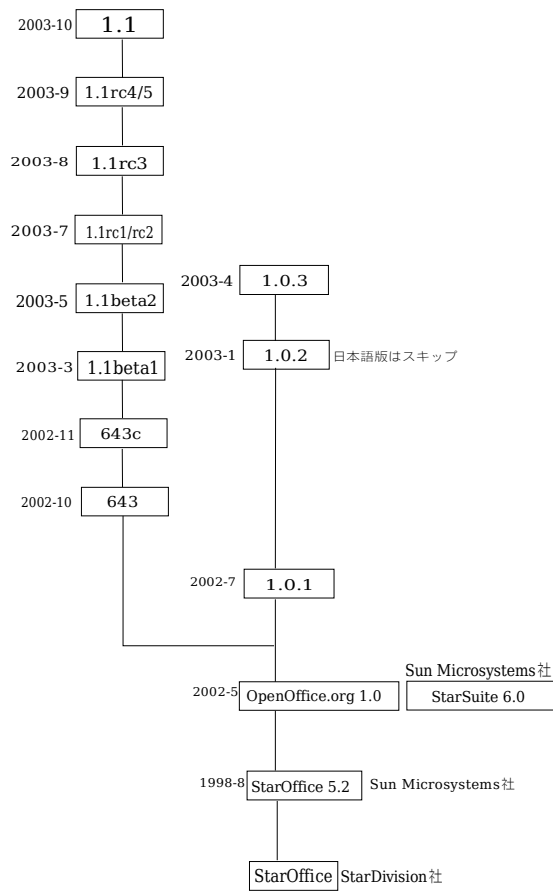 2003-10 1.1
2003-9 1.1rc4/5
2003-8 1.1rc3
2003-7 1.1rc1/rc2
2003-4 1.0.3
2003-5 1.1beta2
2003-1 1.0.2 日本語版はスキップ
2003-3 1.1beta1
2002-11 643c
2002-10 643
2002-7 1.0.1
Sun Microsystems社
2002-5 OpenOffice.org 1.0 StarSuite 6.0
1998-8 StarOffice 5.2 Sun Microsystems社
StarOffice StarDivision社